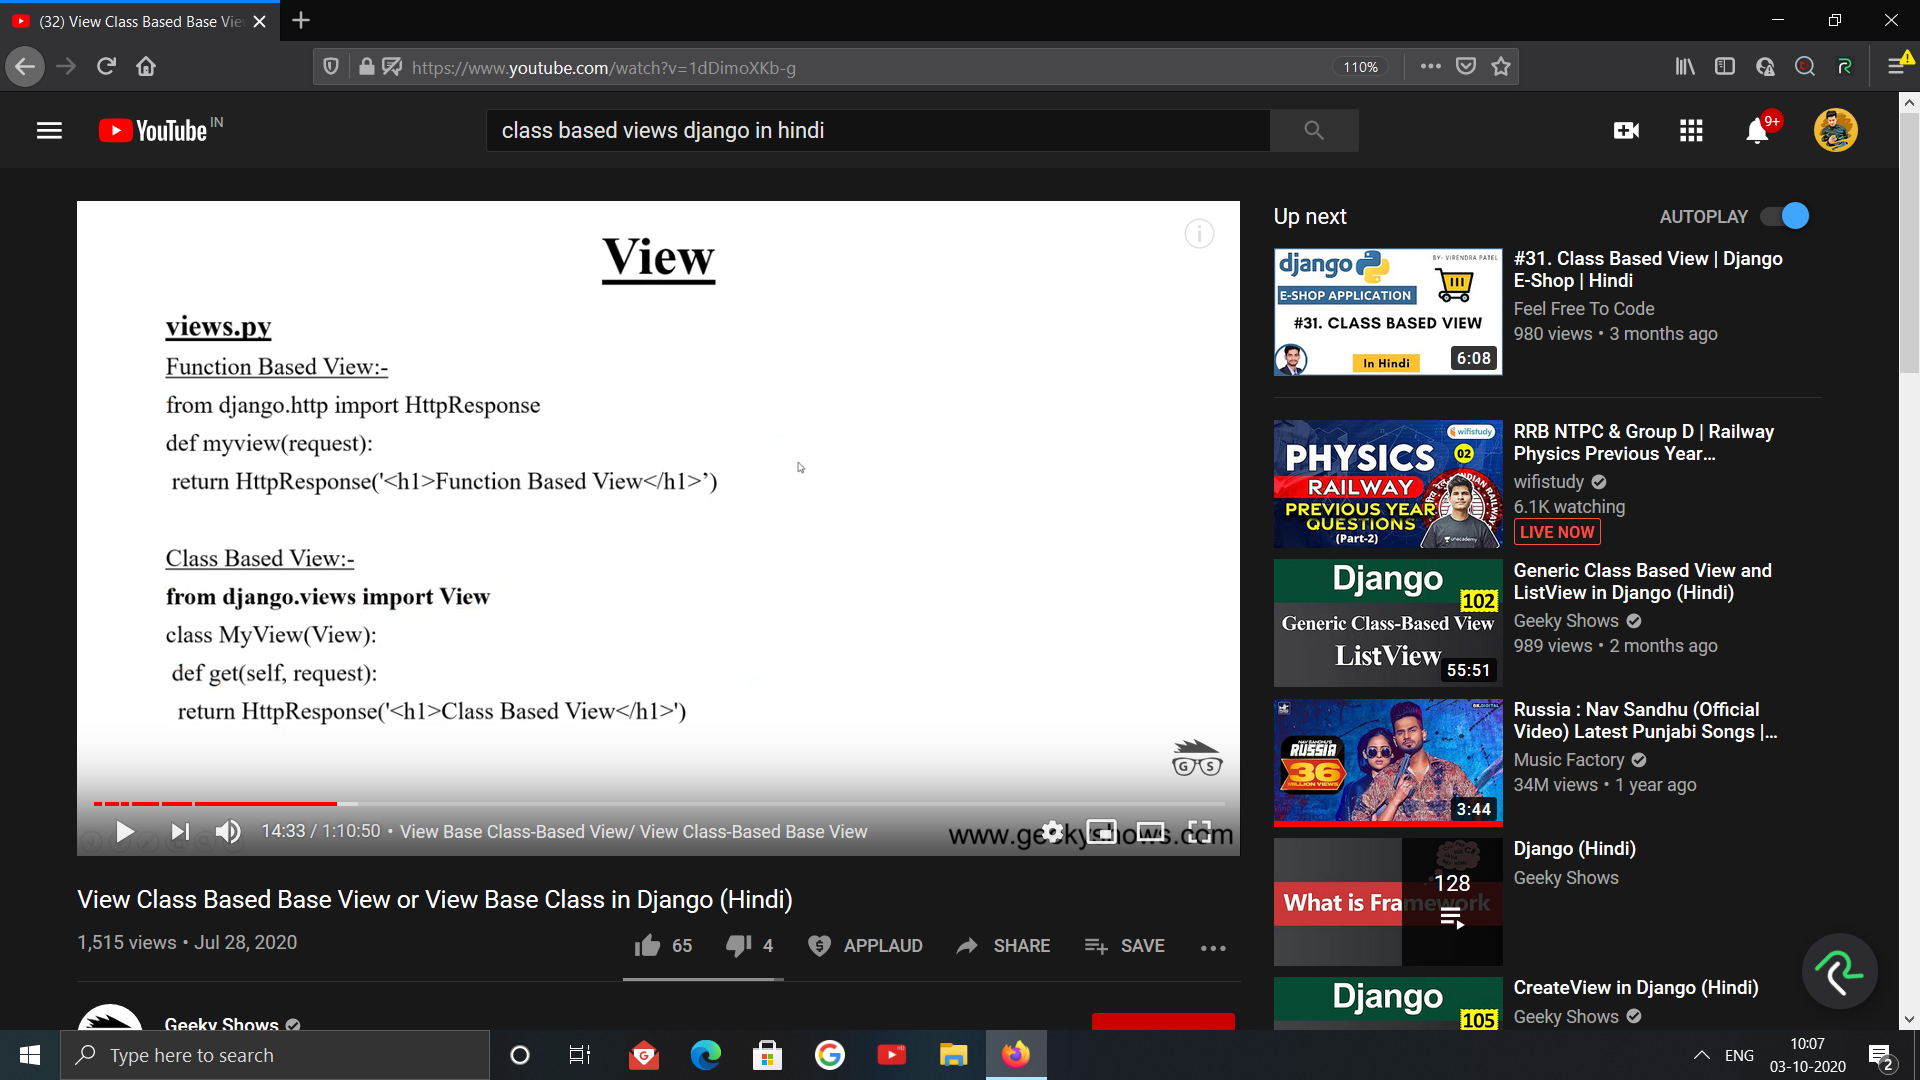 (32) View Class Based Base Vie
https://www.youtube.com/watch?v=1dDimoXKb-g
110%
YouTube IN
class based views django in hindi
9+
View
views.py
Function Based View:-
from django.http import HttpResponse
def myview(request):
return HttpResponse('<h1>Function Based View</h1>’)
Class Based View:-
from django.views import View
class MyView(View):
def get(self, request):
return HttpResponse('<h1>Class Based View</h1>')
G S
14:33 / 1:10:50 • View Base Class-Based View/ View Class-Based Base View
www.geekyshows.com
View Class Based Base View or View Base Class in Django (Hindi)
1,515 views • Jul 28, 2020
65
4
APPLAUD
SHARE
SAVE
Geeky Shows
Up next
AUTOPLAY
django
BY- VIRENDRA PATEL
E-SHOP APPLICATION
#31. CLASS BASED VIEW
In Hindi
6:08
#31. Class Based View | Django
E-Shop | Hindi
Feel Free To Code
980 views • 3 months ago
wifistudy
PHYSICS 02
RAILWAY
PREVIOUS YEAR
QUESTIONS
(Part-2)
unacademy
RRB NTPC & Group D | Railway
Physics Previous Year...
wifistudy
6.1K watching
LIVE NOW
Django
102
Generic Class-Based View
ListView
55:51
Generic Class Based View and
ListView in Django (Hindi)
Geeky Shows
989 views • 2 months ago
GK.DIGITAL
NAV SANDHU'S
RUSSIA
36
MILLION VIEWS
3:44
Russia : Nav Sandhu (Official
Video) Latest Punjabi Songs |...
Music Factory
34M views • 1 year ago
What is Framework
128
Django (Hindi)
Geeky Shows
Django
105
CreateView in Django (Hindi)
Geeky Shows
Type here to search
ENG
10:07
03-10-2020
2